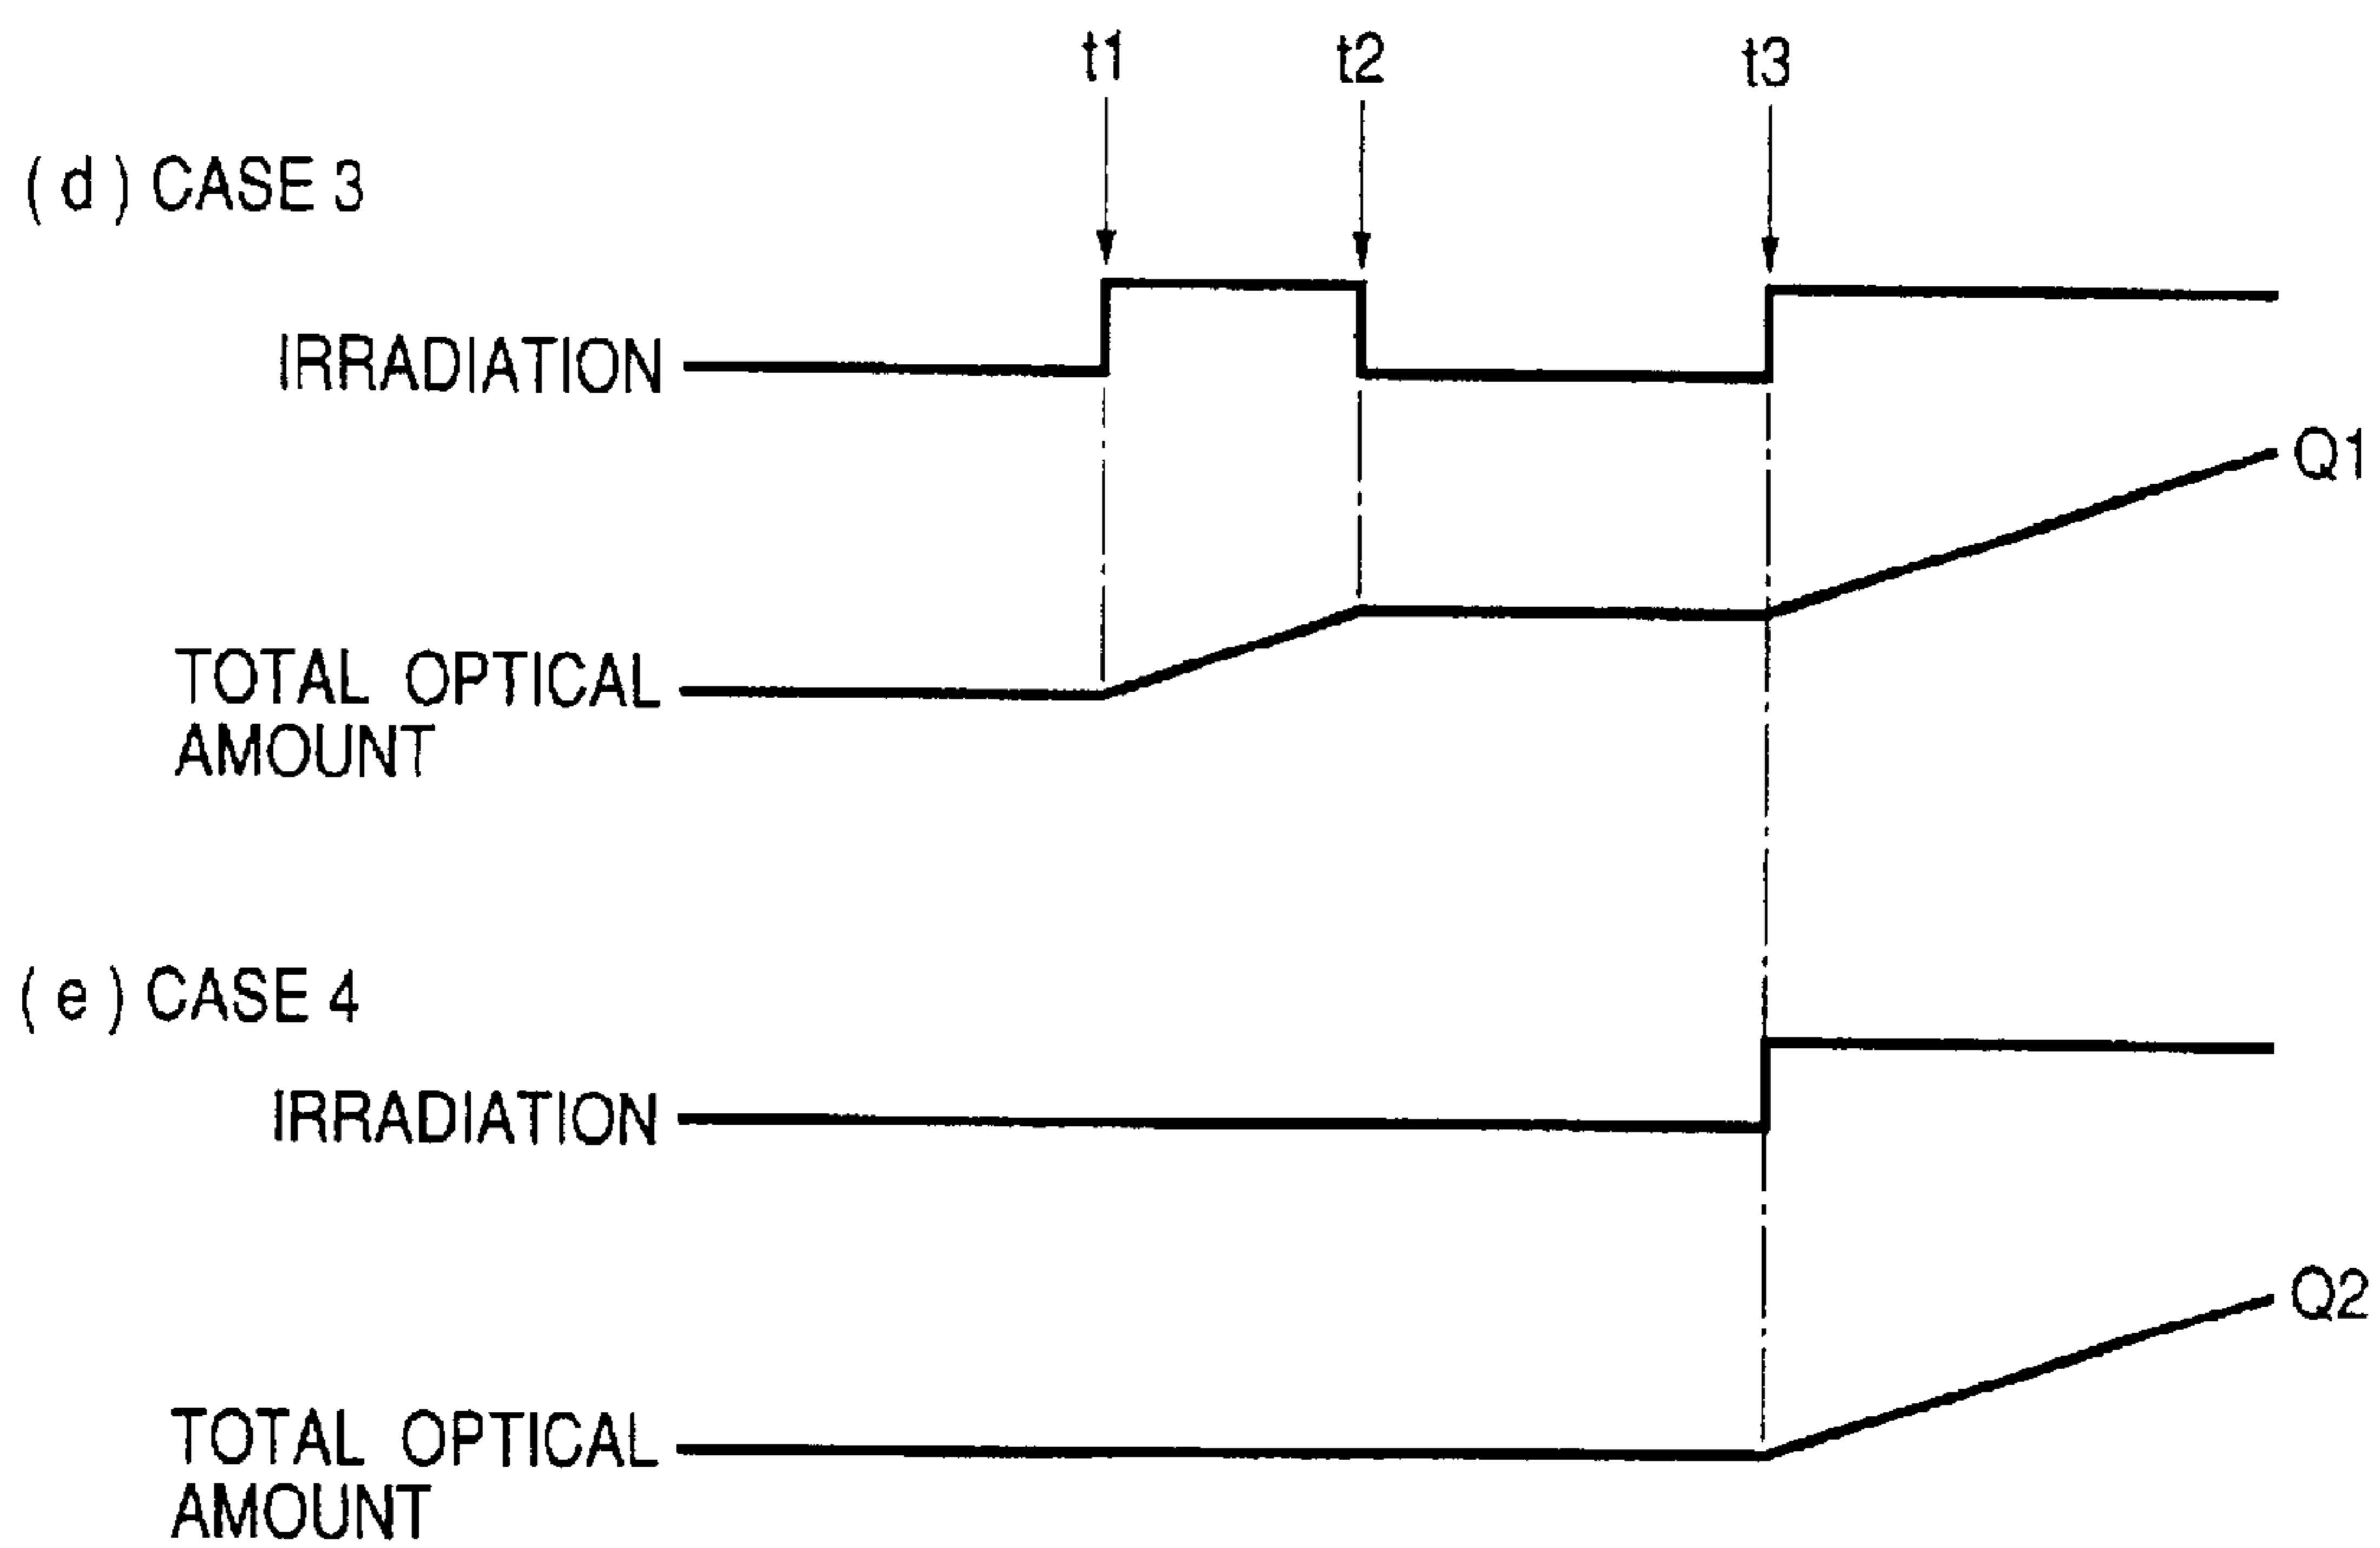 t1 t2 t3
( d ) CASE 3
IRRADIATION
Q1
TOTAL OPTICAL
AMOUNT
( e ) CASE 4
IRRADIATION
Q2
TOTAL OPTICAL
AMOUNT